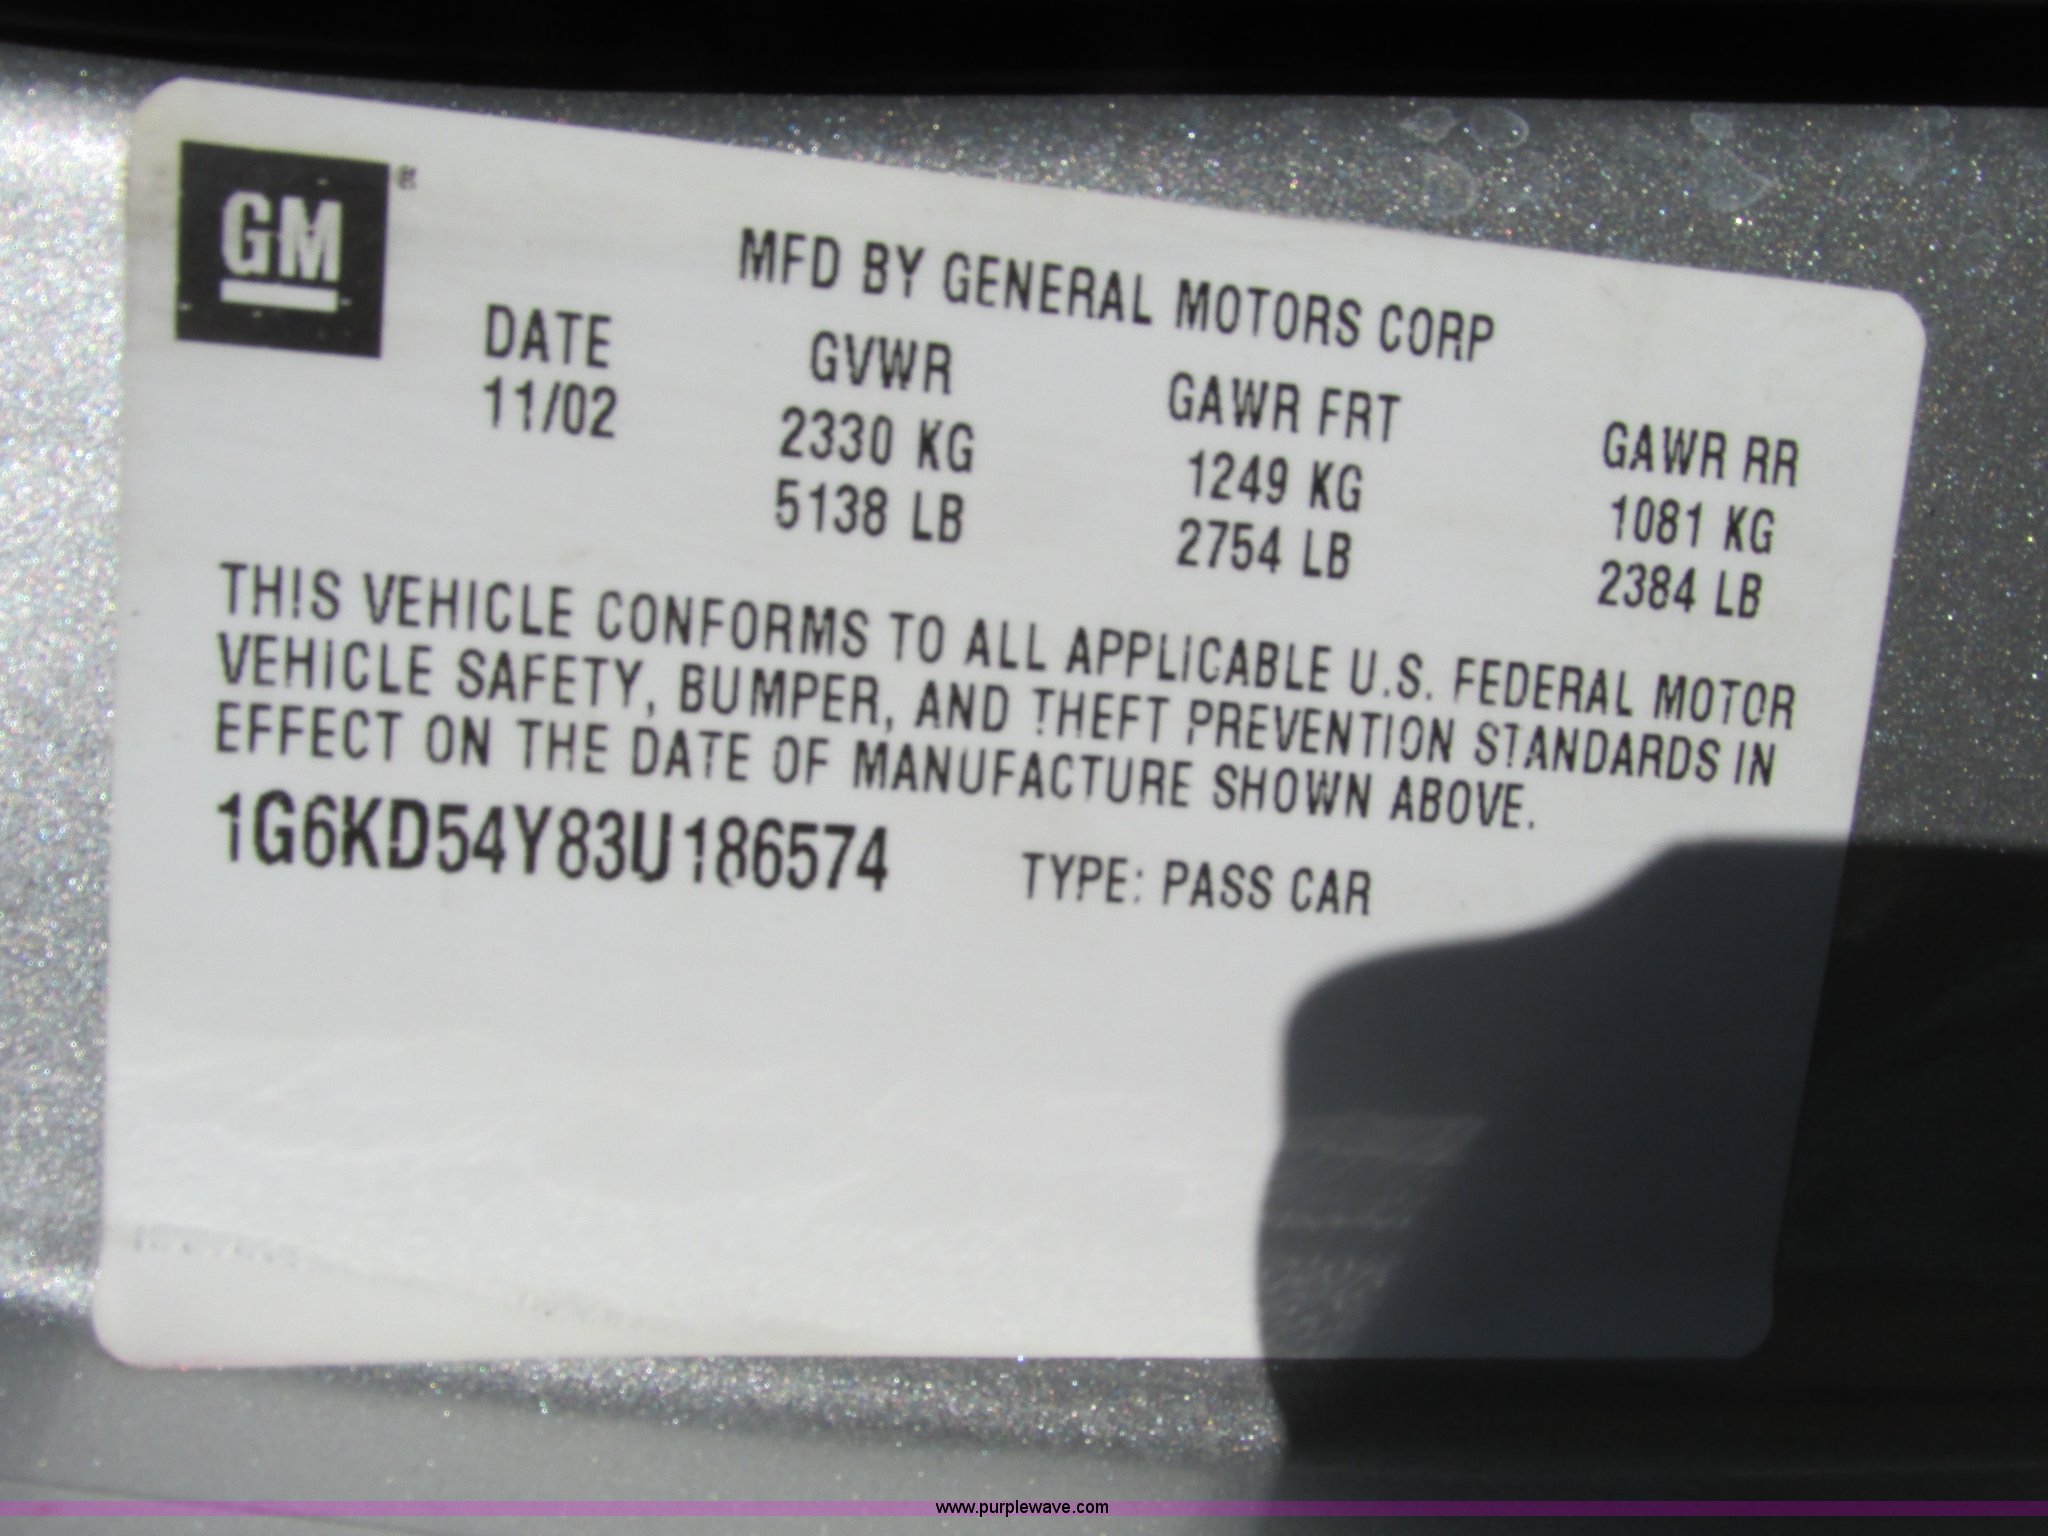 GM
MFD BY GENERAL MOTORS CORP
DATE GVWR GAWR FRT GAWR RR
11/02 2330 KG 1249 KG 1081 KG
5138 LB 2754 LB 2384 LB
THIS VEHICLE CONFORMS TO ALL APPLICABLE U.S. FEDERAL MOTOR
VEHICLE SAFETY, BUMPER, AND THEFT PREVENTION STANDARDS IN
EFFECT ON THE DATE OF MANUFACTURE SHOWN ABOVE.
1G6KD54Y83U186574 TYPE: PASS CAR
www.purplewave.com